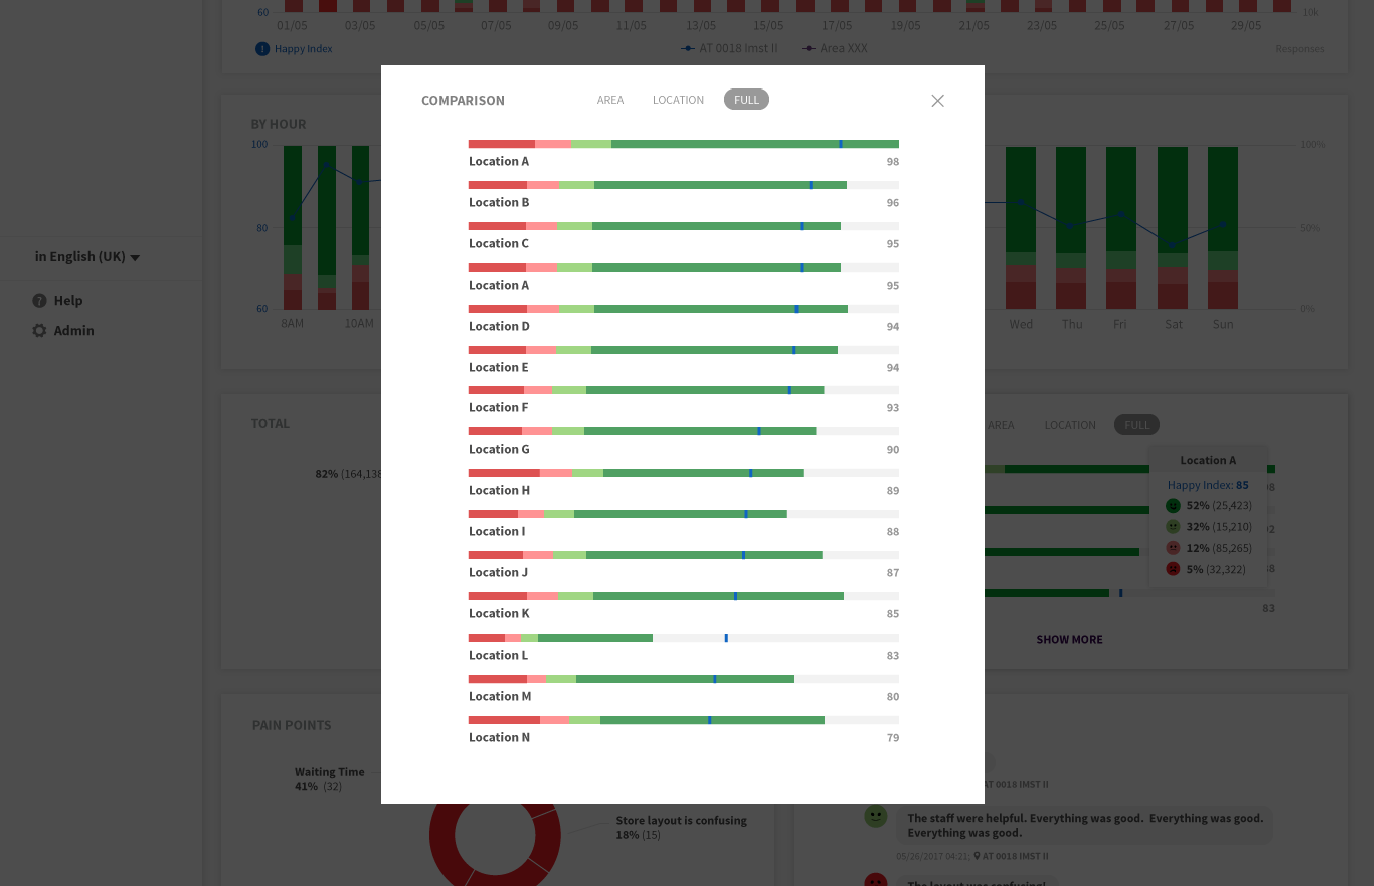 60
01/05
03/05
05/05
07/05
09/05
11/05
13/05
15/05
17/05
19/05
21/05
23/05
25/05
27/05
29/05
10k
Happy Index
AT 0018 Imst II
Area XXX
Responses
COMPARISON
AREA
LOCATION
FULL
BY HOUR
100
80
60
8AM
10AM
100%
50%
0%
Wed
Thu
Fri
Sat
Sun
in English (UK)
Help
Admin
Location A
98
Location B
96
Location C
95
Location A
95
Location D
94
Location E
94
Location F
93
Location G
90
Location H
89
Location I
88
Location J
87
Location K
85
Location L
83
Location M
80
Location N
79
TOTAL
82% (164,138
AREA
LOCATION
FULL
Location A
Happy Index: 85
52% (25,423)
32% (15,210)
12% (85,265)
5% (32,322)
98
92
88
83
SHOW MORE
PAIN POINTS
Waiting Time
41% (32)
Store layout is confusing
18% (15)
AT 0018 IMST II
The staff were helpful. Everything was good. Everything was good.
Everything was good.
05/26/2017 04:21; AT 0018 IMST II
The layout was confusing!